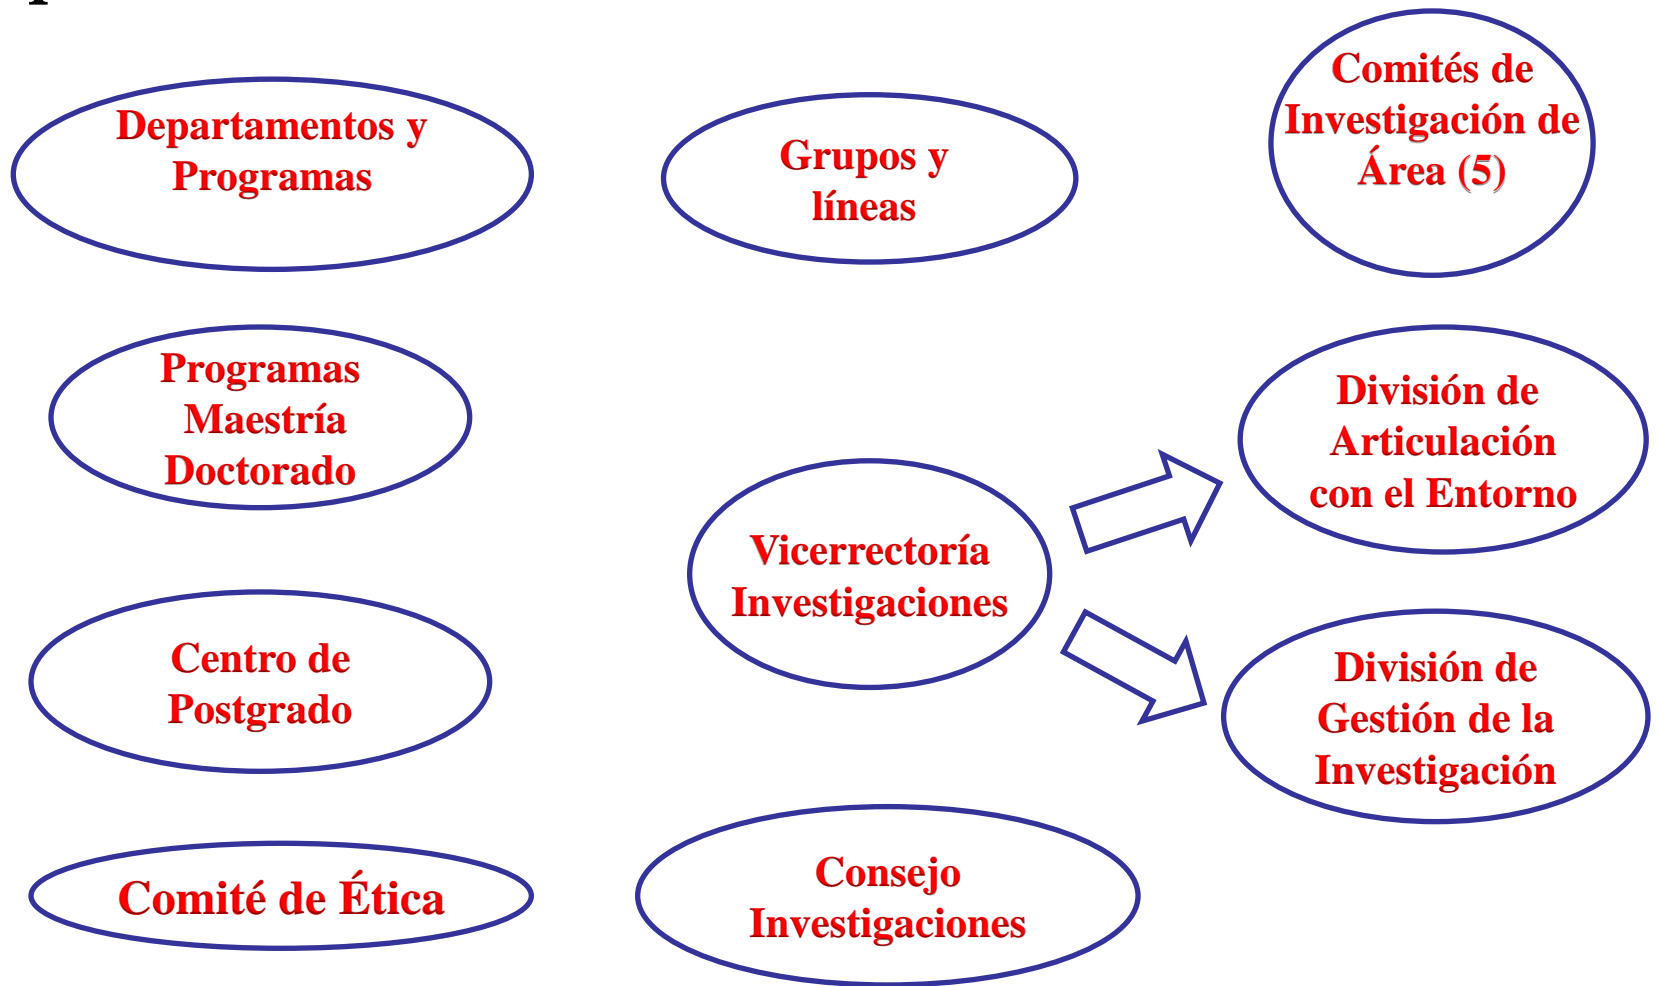 Departamentos y
Programas
Grupos y
líneas
Comités de
Investigación de
Área (5)
Programas
Maestría
Doctorado
División de
Articulación
con el Entorno
Vicerrectoría
Investigaciones
Centro de
Postgrado
División de
Gestión de la
Investigación
Comité de Ética
Consejo
Investigaciones